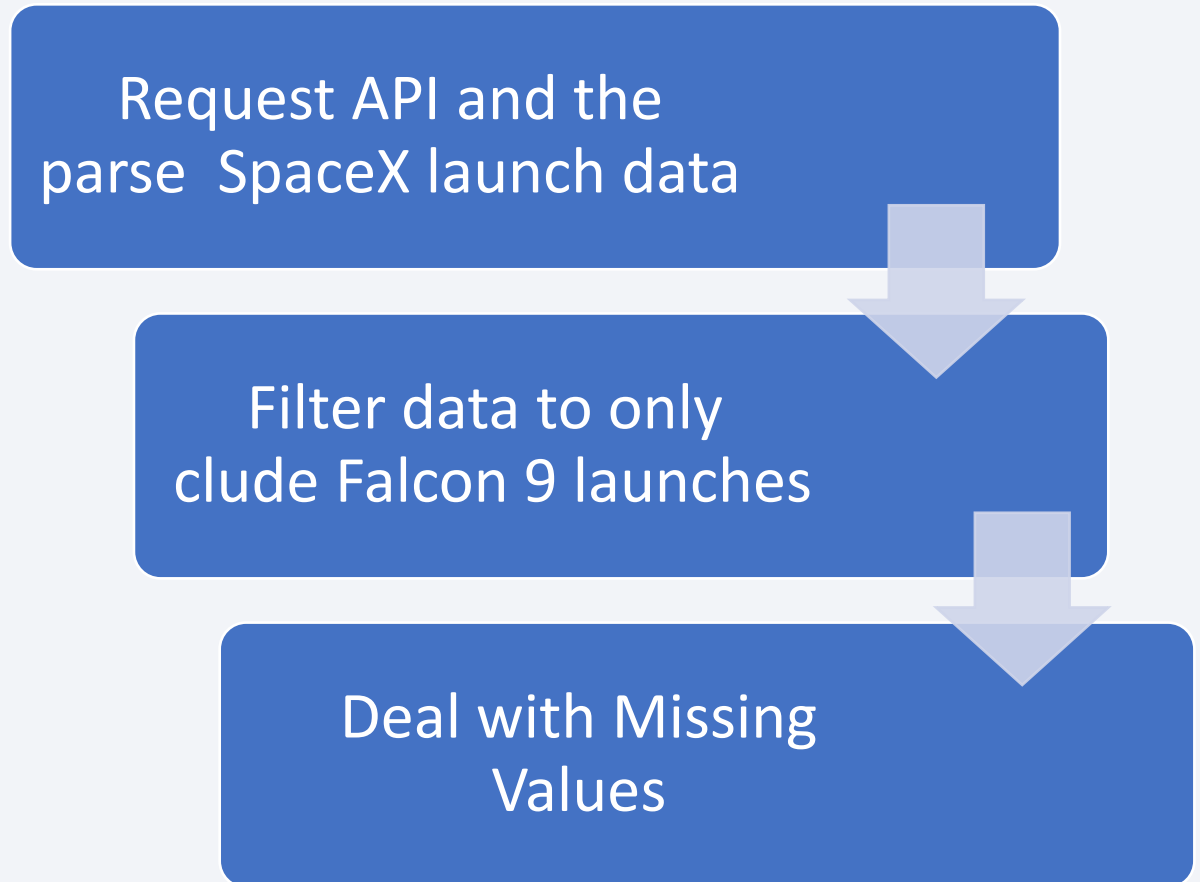 Request API and the
parse  SpaceX launch data
Filter data to only
clude Falcon 9 launches
Deal with Missing
Values